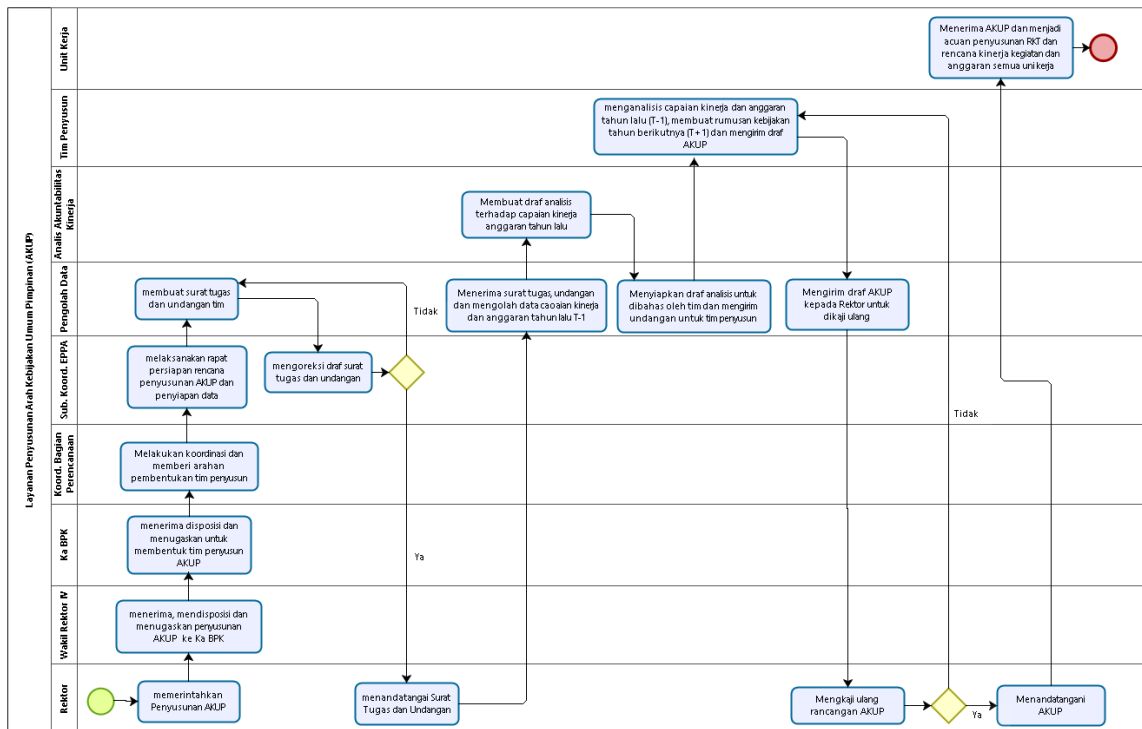 Layanan Penyusunan Arah Kebijakan Umum Pimpinan (AKUP)
Unit Kerja
Menerima AKUP dan menjadi
acuan penyusunan RKT dan
rencana kinerja kegiatan dan
anggaran semua uni kerja
Tim Penyusun
menganalisis capaian kinerja dan anggaran
tahun lalu (T-1), membuat rumusan kebijakan
tahun berikutnya (T+1) dan mengirim draf
AKUP
Analis Akuntabilitas
Kinerja
Membuat draf analisis
terhadap capaian kinerja
anggaran tahun lalu
Pengolah Data
membuat surat tugas
dan undangan tim
Tidak
Menerima surat tugas, undangan
dan mengolah data caoaian kinerja
dan anggaran tahun lalu T-1
Menyiapkan draf analisis untuk
dibahas oleh tim dan mengirim
undangan untuk tim penyusun
Mengirim draf AKUP
kepada Rektor untuk
dikaji ulang
Sub. Koord. EPPA
melaksanakan rapat
persiapan rencana
penyusunan AKUP dan
penyiapan data
mengoreksi draf surat
tugas dan undangan
Tidak
Koord. Bagian
Perencanaan
Melakukan koordinasi dan
memberi arahan
pembentukan tim penyusun
Ka BPK
menerima disposisi dan
menugaskan untuk
membentuk tim penyusun
AKUP
Ya
Wakil Rektor IV
menerima, mendisposisi dan
menugaskan penyusunan
AKUP ke Ka BPK
Rektor
memerintahkan
Penyusunan AKUP
menandatangai Surat
Tugas dan Undangan
Mengkaji ulang
rancangan AKUP
Ya
Menandatangani
AKUP